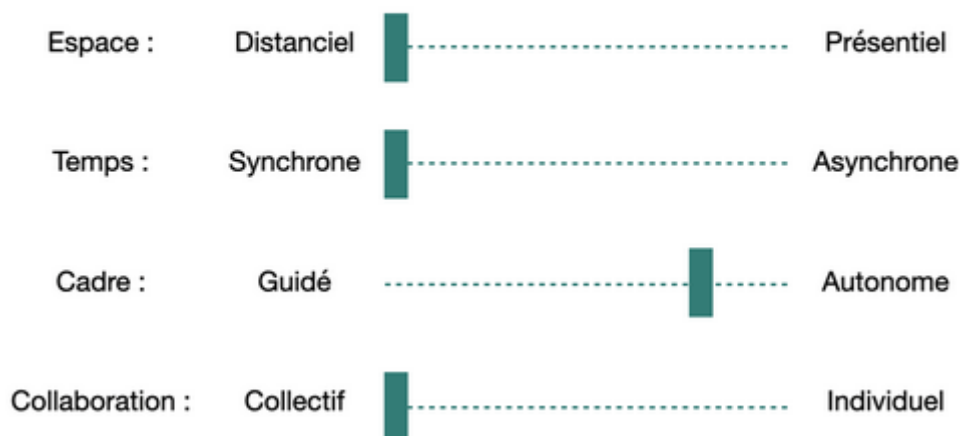 Espace : Distanciel Présentiel
Temps : Synchrone Asynchrone
Cadre : Guidé Autonome
Collaboration : Collectif Individuel